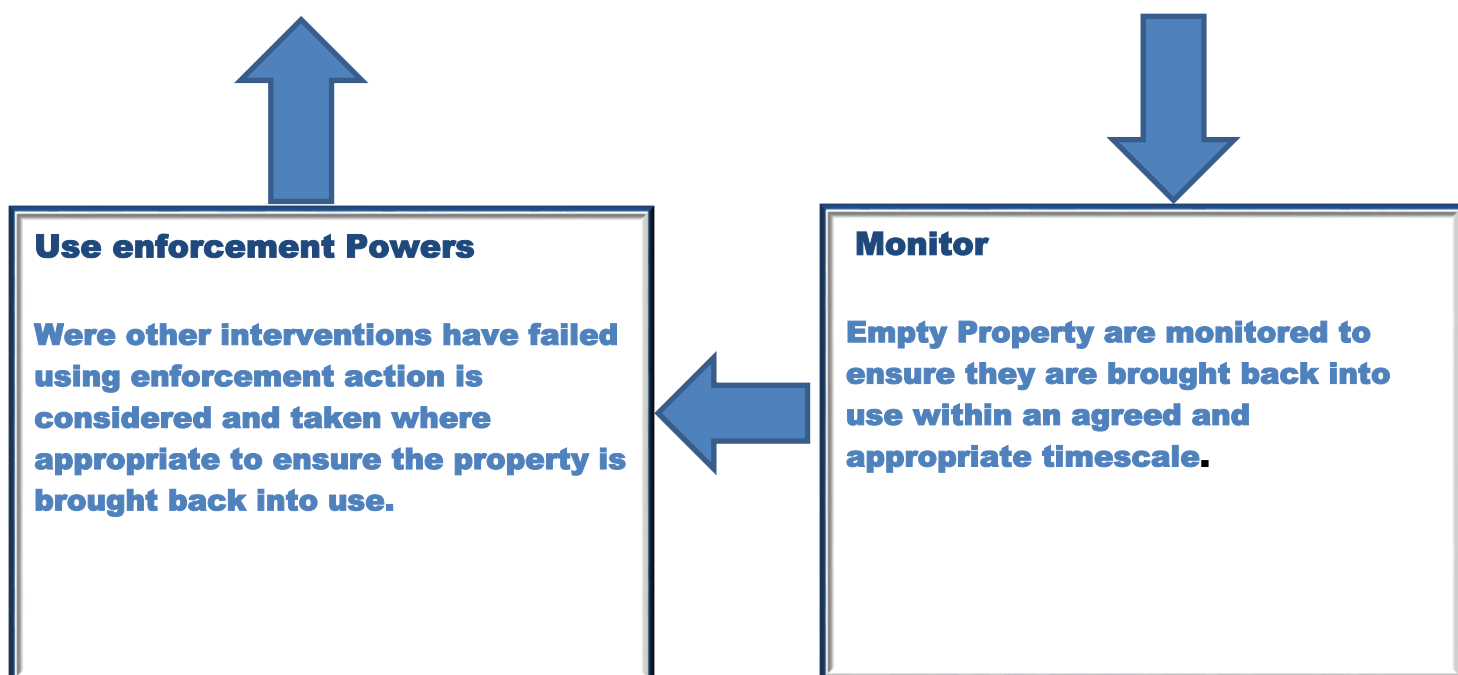 Use enforcement Powers
Were other interventions have failed
using enforcement action is
considered and taken where
appropriate to ensure the property is
brought back into use.
Monitor
Empty Property are monitored to
ensure they are brought back into
use within an agreed and
appropriate timescale.